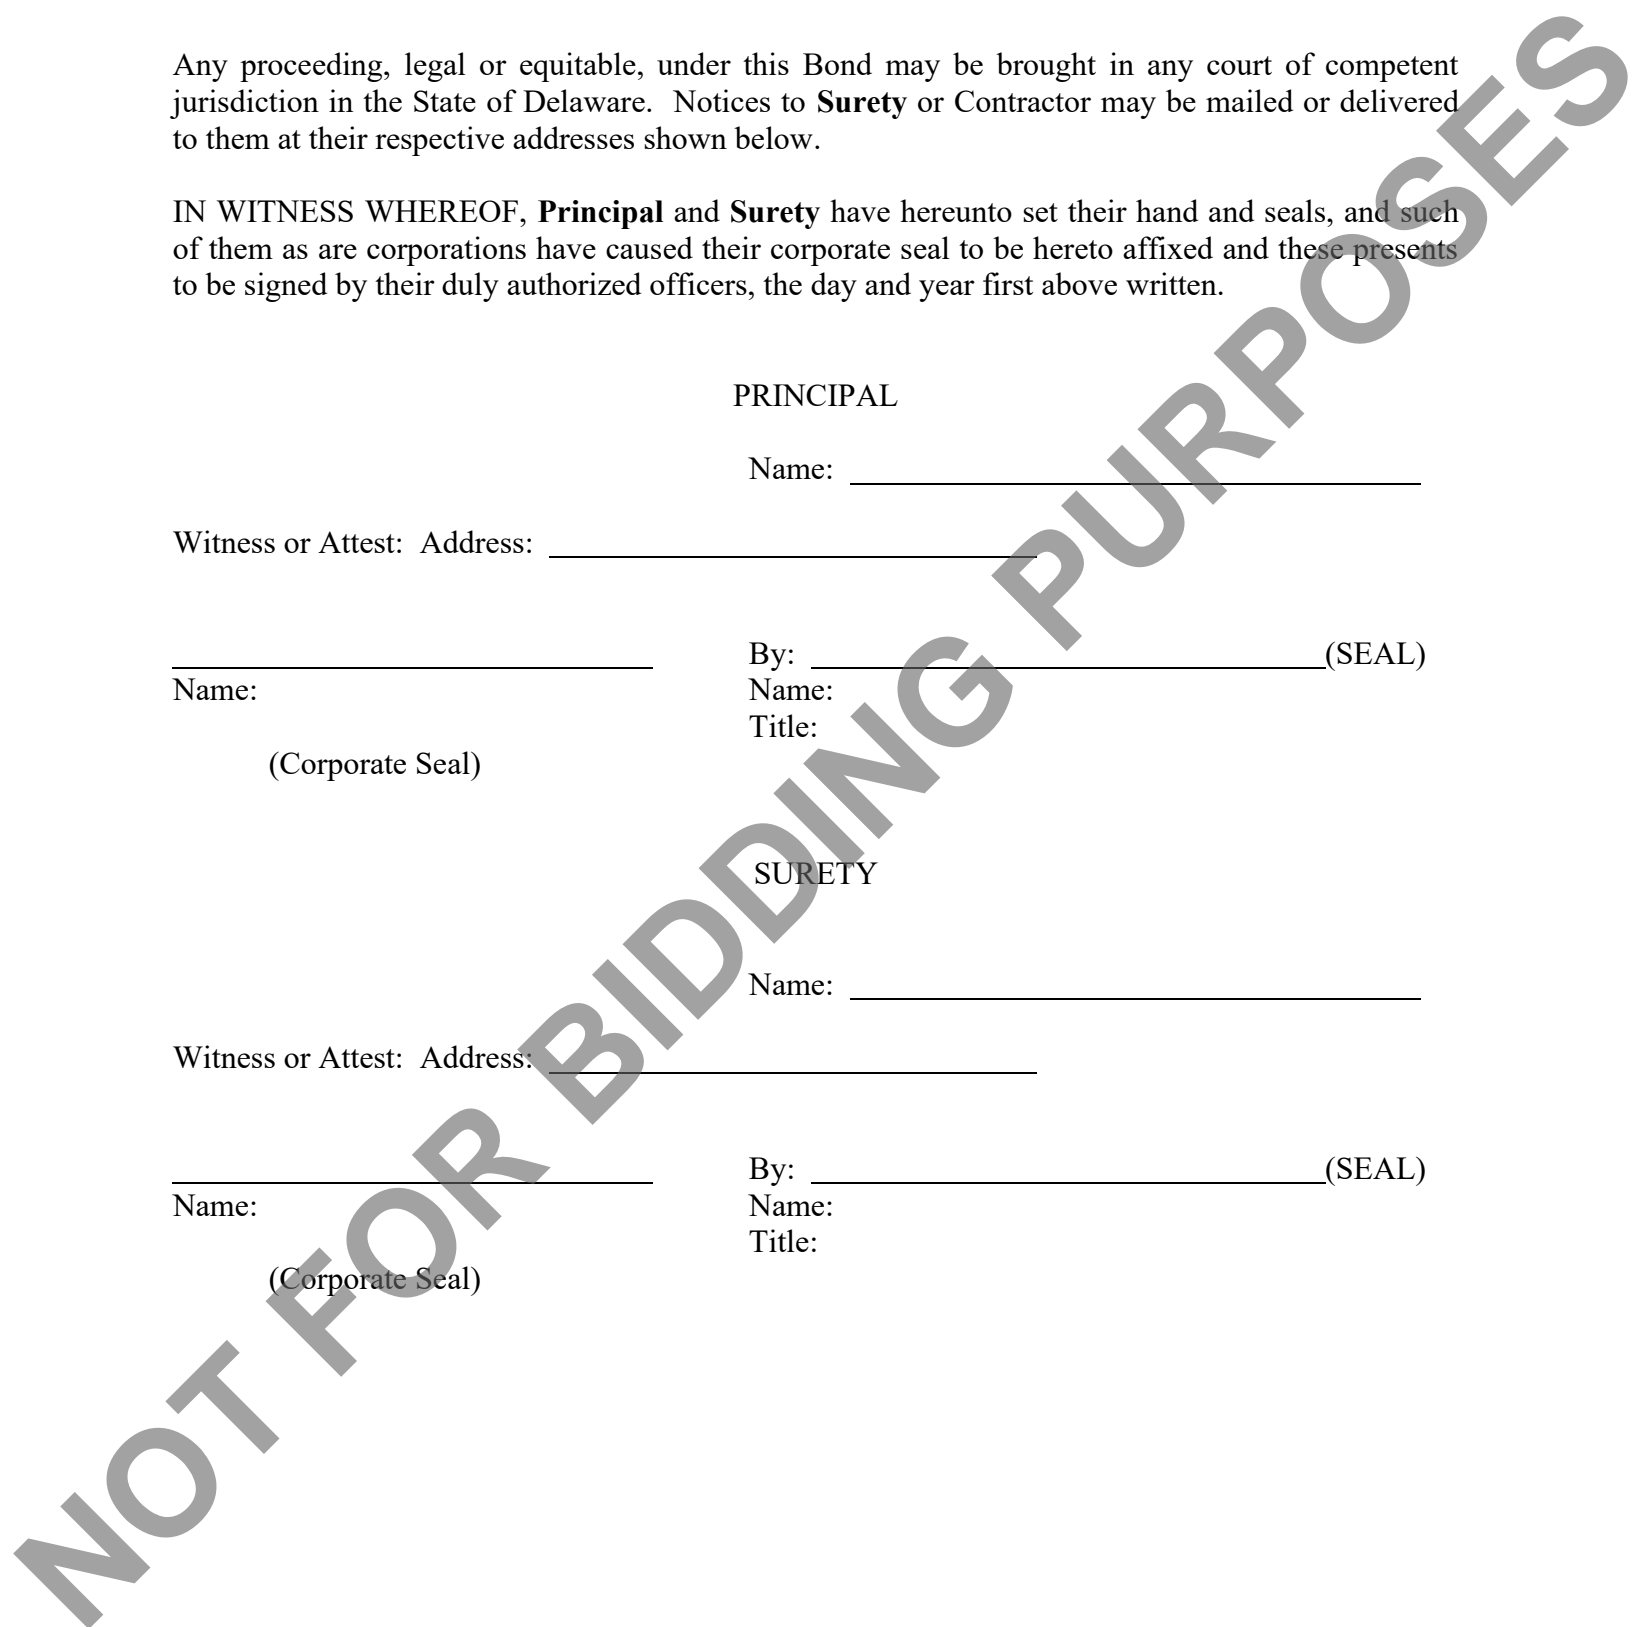 Any proceeding, legal or equitable, under this Bond may be brought in any court of competent
jurisdiction in the State of Delaware.  Notices to Surety or Contractor may be mailed or delivered
to them at their respective addresses shown below.
IN WITNESS WHEREOF, Principal and Surety have hereunto set their hand and seals, and such
of them as are corporations have caused their corporate seal to be hereto affixed and these presents
to be signed by their duly authorized officers, the day and year first above written.
PRINCIPAL
Name:
Witness or Attest:  Address:
By: (SEAL)
Name: Name:
Title:
(Corporate Seal)
SURETY
Name:
Witness or Attest:  Address:
By: (SEAL)
Name: Name:
Title:
(Corporate Seal)
NOT FOR BIDDING PURPOSES